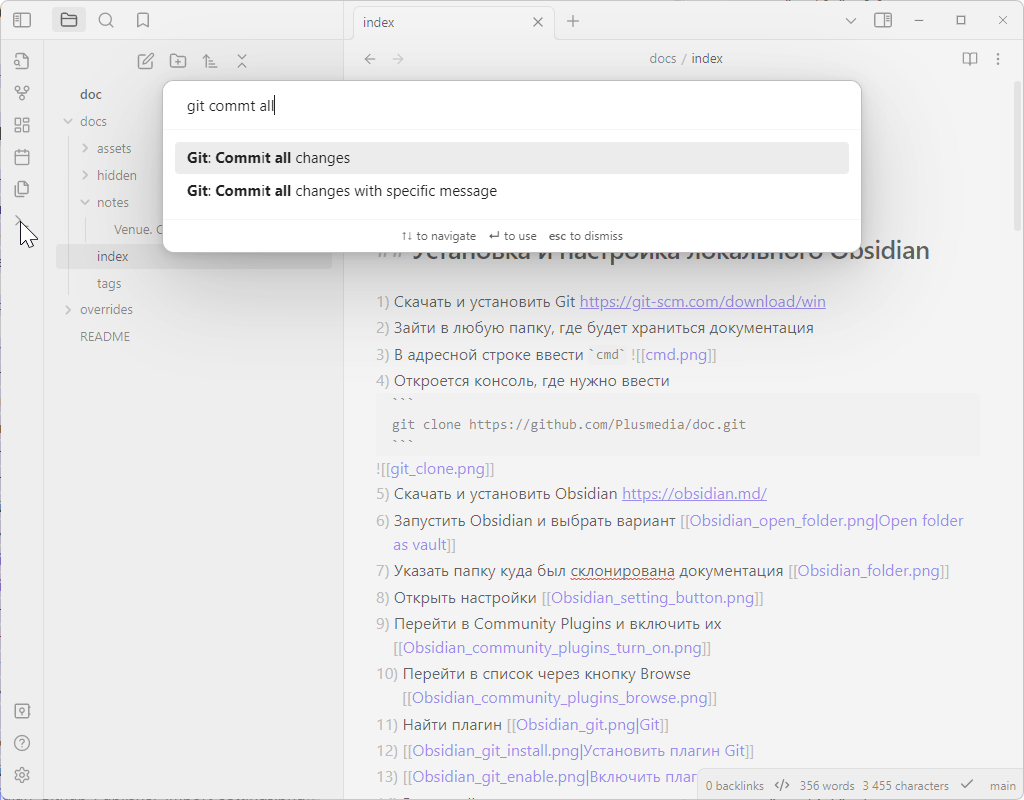 index
docs / index
doc
docs
assets
hidden
notes
Venue.
index
tags
overrides
README
git commt all
Git: Commit all changes
Git: Commit all changes with specific message
↑↓ to navigate ↵ to use esc to dismiss
## Установка и настройка локального Obsidian
1) Скачать и установить Git https://git-scm.com/download/win
2) Зайти в любую папку, где будет храниться документация
3) В адресной строке ввести `cmd` ![[cmd.png]]
4) Откроется консоль, где нужно ввести
```
git clone https://github.com/Plusmedia/doc.git
```
![[git_clone.png]]
5) Скачать и установить Obsidian https://obsidian.md/
6) Запустить Obsidian и выбрать вариант [[Obsidian_open_folder.png|Open folder
as vault]]
7) Указать папку куда был склонирована документация [[Obsidian_folder.png]]
8) Открыть настройки [[Obsidian_setting_button.png]]
9) Перейти в Community Plugins и включить их
[[Obsidian_community_plugins_turn_on.png]]
10) Перейти в список через кнопку Browse
[[Obsidian_community_plugins_browse.png]]
11) Найти плагин [[Obsidian_git.png|Git]]
12) [[Obsidian_git_install.png|Установить плагин Git]]
13) [[Obsidian_git_enable.png|Включить
0 backlinks </> 356 words 3 455 characters ✓ main